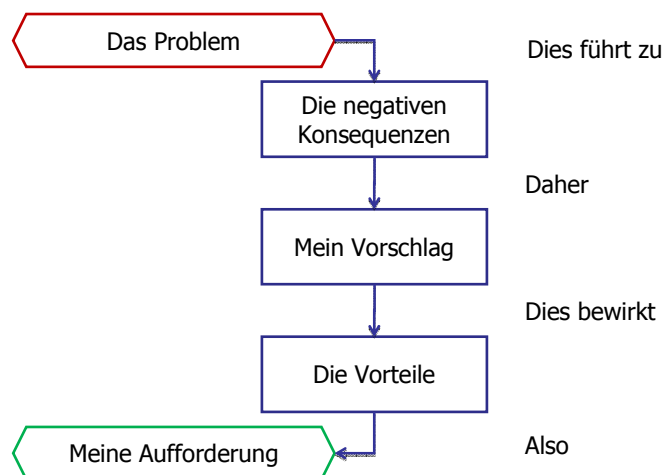 Das Problem
Dies führt zu
Die negativen
Konsequenzen
Daher
Mein Vorschlag
Dies bewirkt
Die Vorteile
Also
Meine Aufforderung